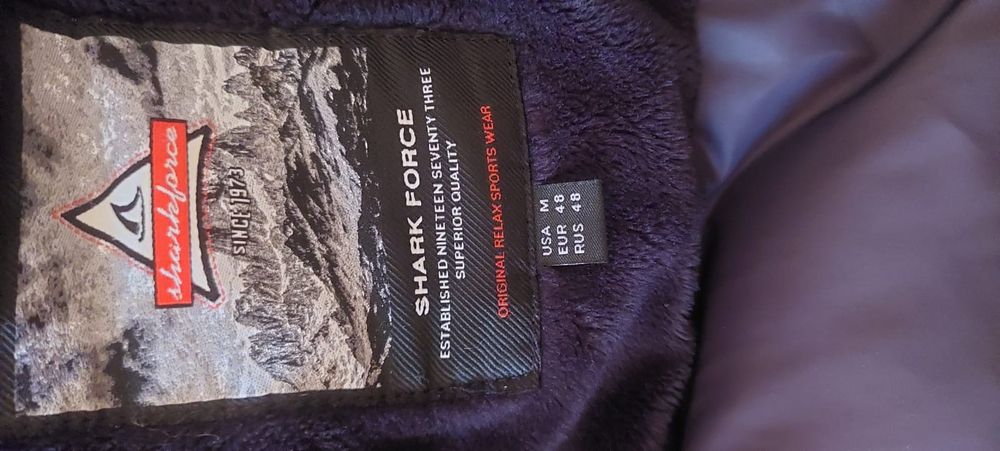 sharkforce
SINCE 1973
SHARK FORCE
ESTABLISHED NINETEEN SEVENTY THREE
SUPERIOR QUALITY
ORIGINAL RELAX SPORTS WEAR
USA M
EUR 48
RUS 48